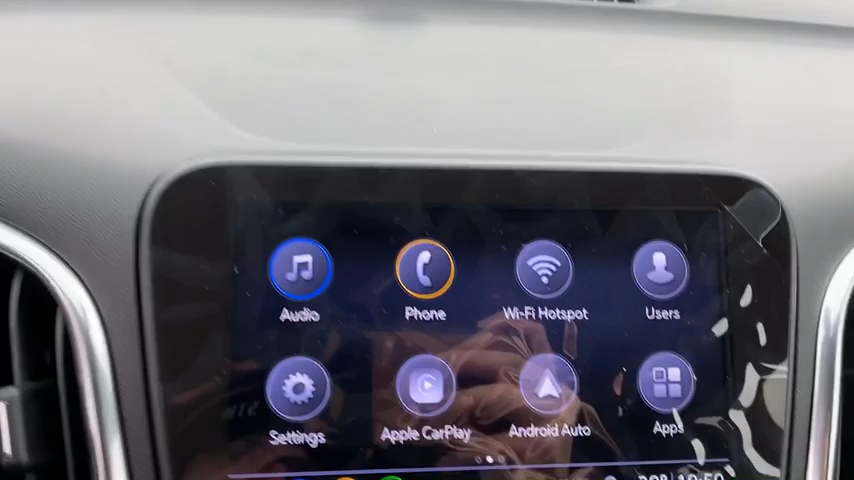 Audio
Phone
Wi-Fi Hotspot
Users
Settings
Apple CarPlay
Android Auto
Apps